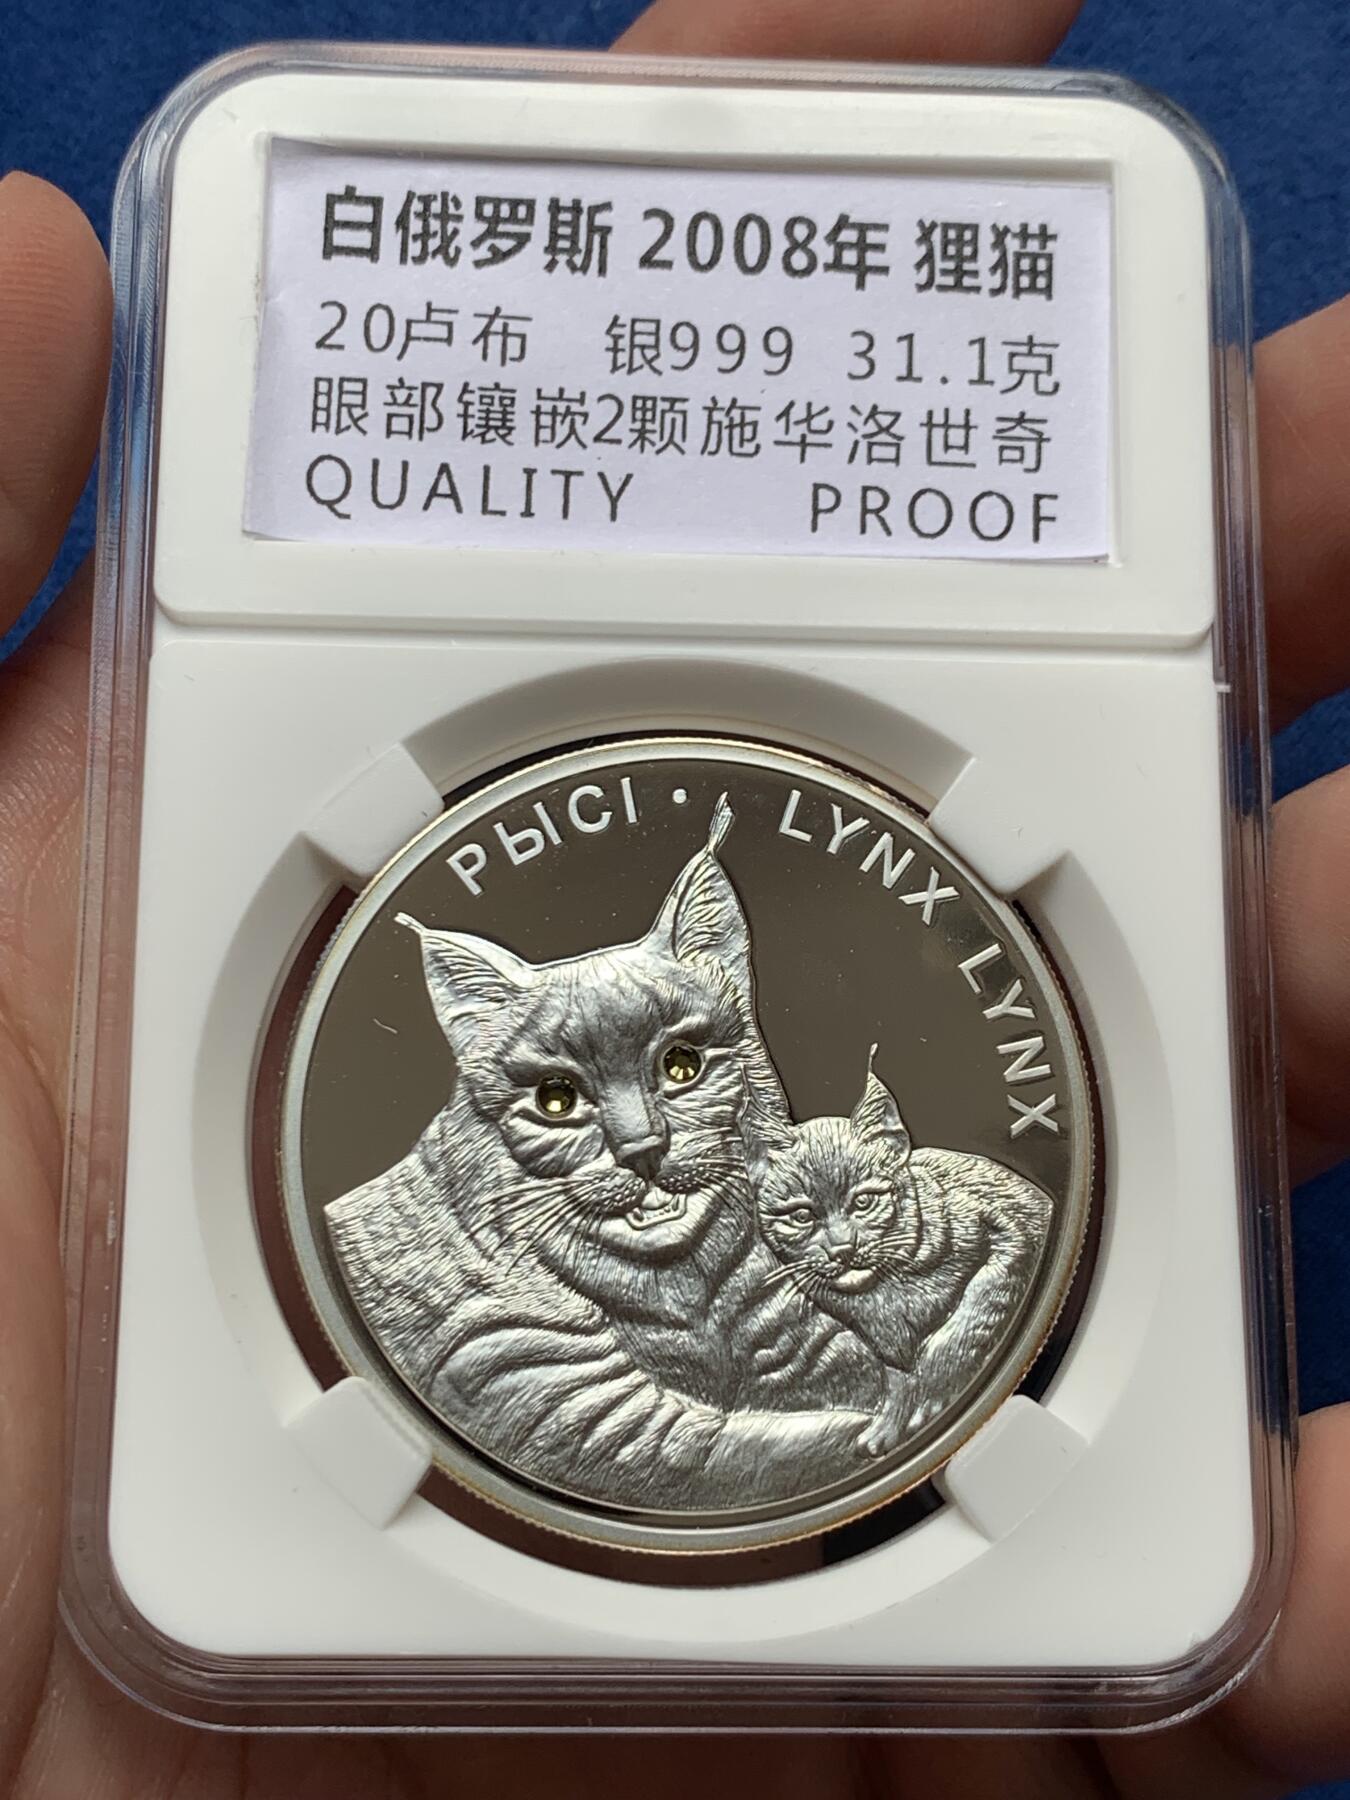 白俄罗斯 2008年 狸猫
20卢布 银999 31.1克
眼部镶嵌2颗施华洛世奇
QUALITY PROOF
РЫСІ · LYNX LYNX